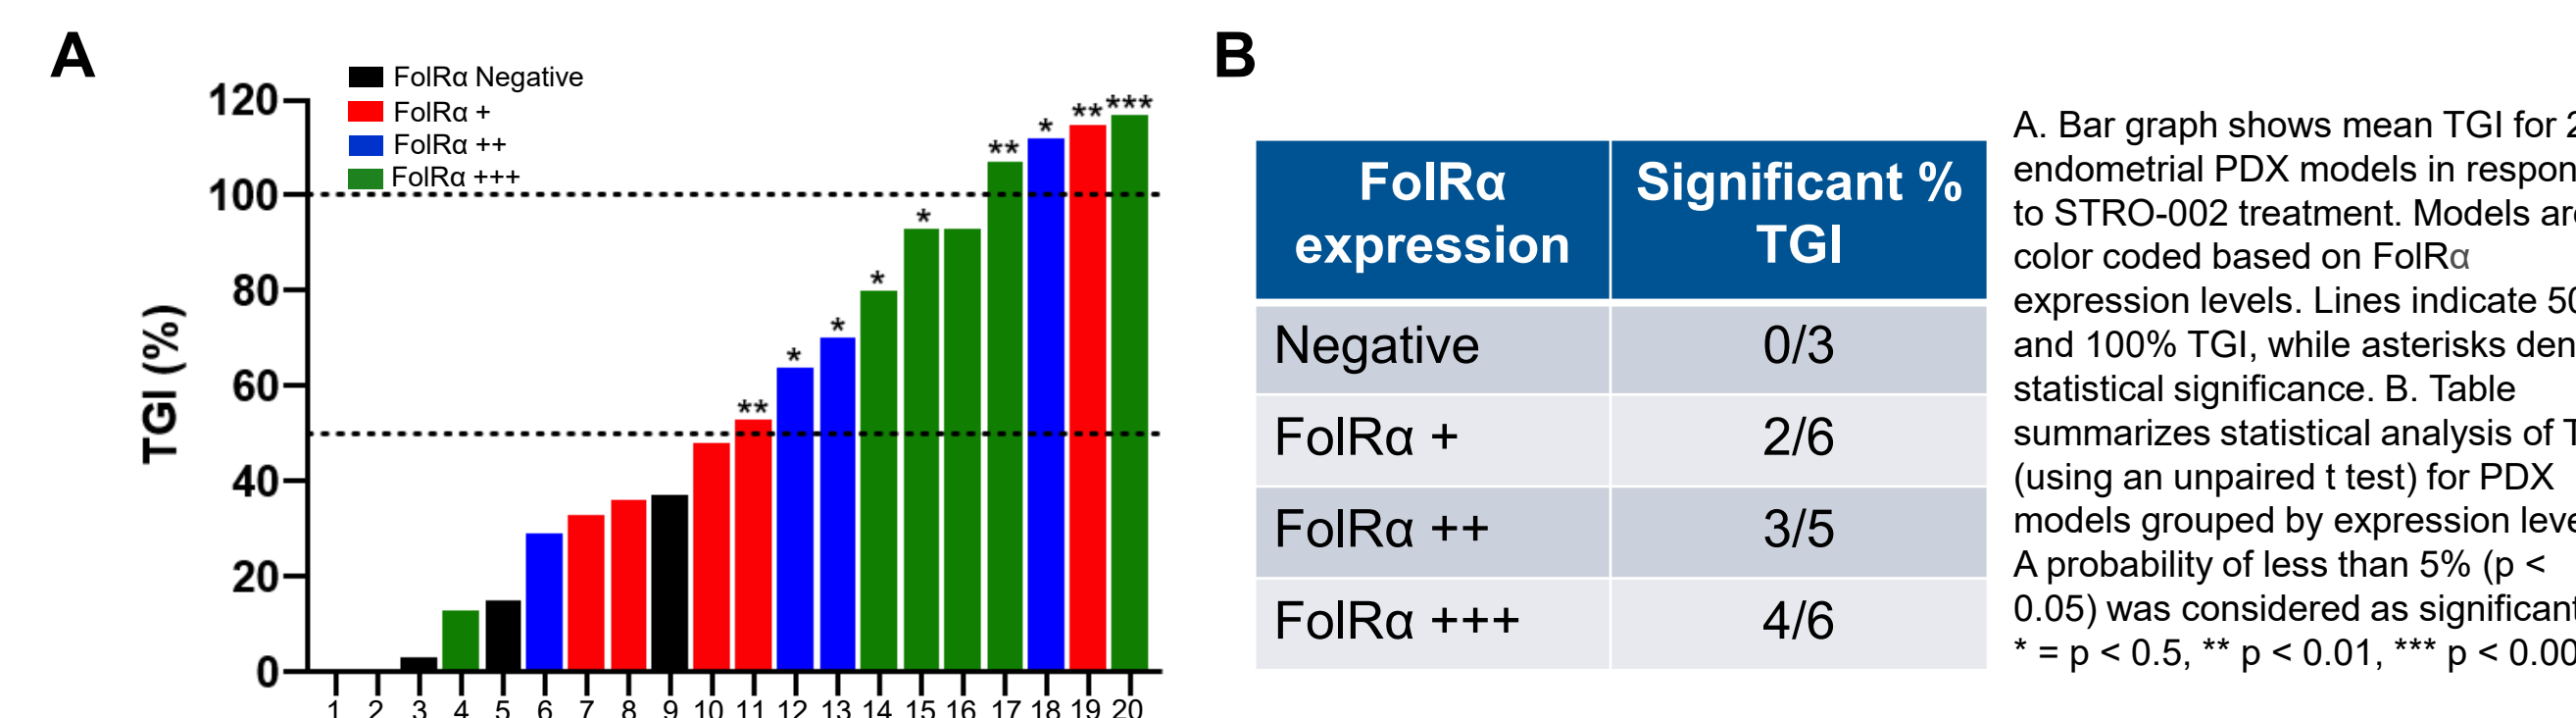 A
FolRα Negative
FolRα +
FolRα ++
FolRα +++
120
100
80
60
40
20
0
TGI (%)
** * * * * ** * ** ***
1 2 3 4 5 6 7 8 9 10 11 12 13 14 15 16 17 18 19 20
B
FolRα expression
Significant % TGI
Negative 0/3
FolRα + 2/6
FolRα ++ 3/5
FolRα +++ 4/6
A. Bar graph shows mean TGI for 2
endometrial PDX models in respon
to STRO-002 treatment. Models are
color coded based on FolRα
expression levels. Lines indicate 50
and 100% TGI, while asterisks den
statistical significance. B. Table
summarizes statistical analysis of T
(using an unpaired t test) for PDX
models grouped by expression leve
A probability of less than 5% (p <
0.05) was considered as significant
* = p < 0.5, ** p < 0.01, *** p < 0.00